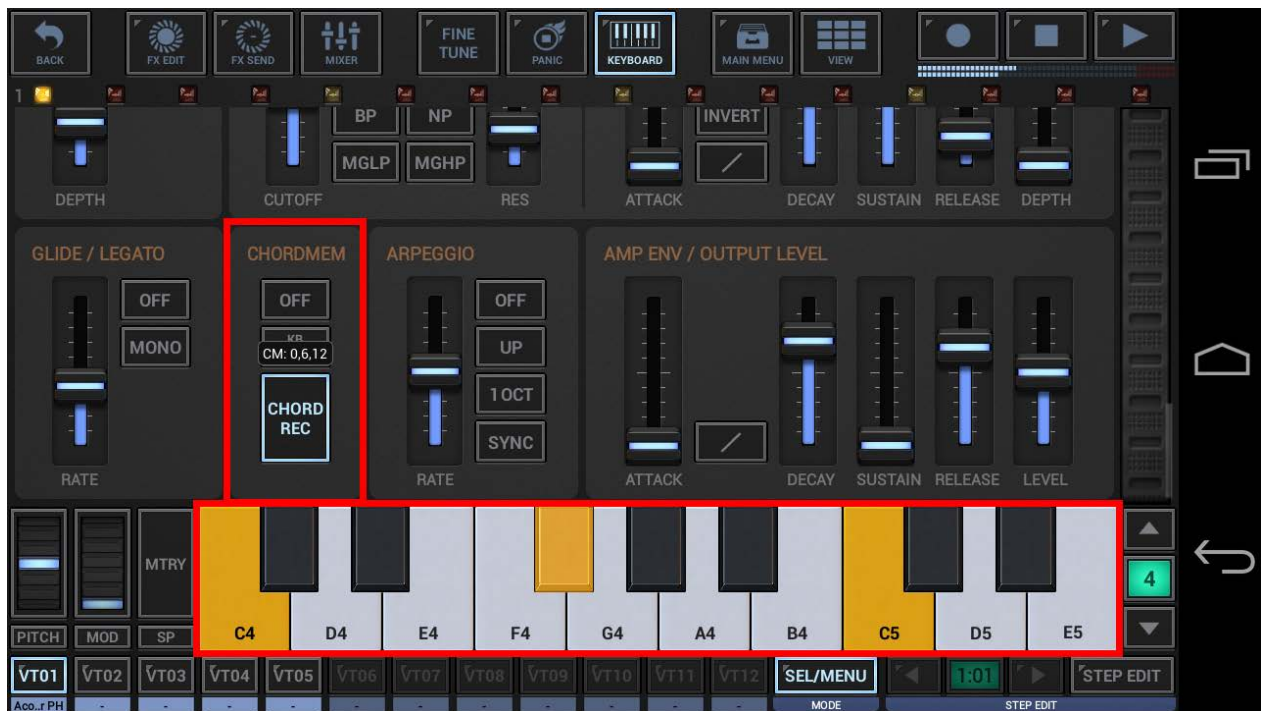 BACK
FX EDIT
FX SEND
MIXER
FINE
TUNE
PANIC
KEYBOARD
MAIN MENU
VIEW
1
BP
NP
INVERT
MGLP
MGHP
DEPTH
CUTOFF
RES
ATTACK
DECAY
SUSTAIN
RELEASE
DEPTH
GLIDE / LEGATO
CHORDMEM
ARPEGGIO
AMP ENV / OUTPUT LEVEL
OFF
OFF
OFF
MONO
KB
CM: 0,6,12
UP
1 OCT
CHORD
REC
SYNC
RATE
RATE
ATTACK
DECAY
SUSTAIN
RELEASE
LEVEL
MTRY
4
PITCH
MOD
SP
C4
D4
E4
F4
G4
A4
B4
C5
D5
E5
VT01
VT02
VT03
VT04
VT05
VT06
VT07
VT08
VT09
VT10
VT11
VT12
SEL/MENU
1:01
STEP EDIT
Aco..r PH
-
-
-
-
-
-
-
-
-
-
-
MODE
STEP EDIT